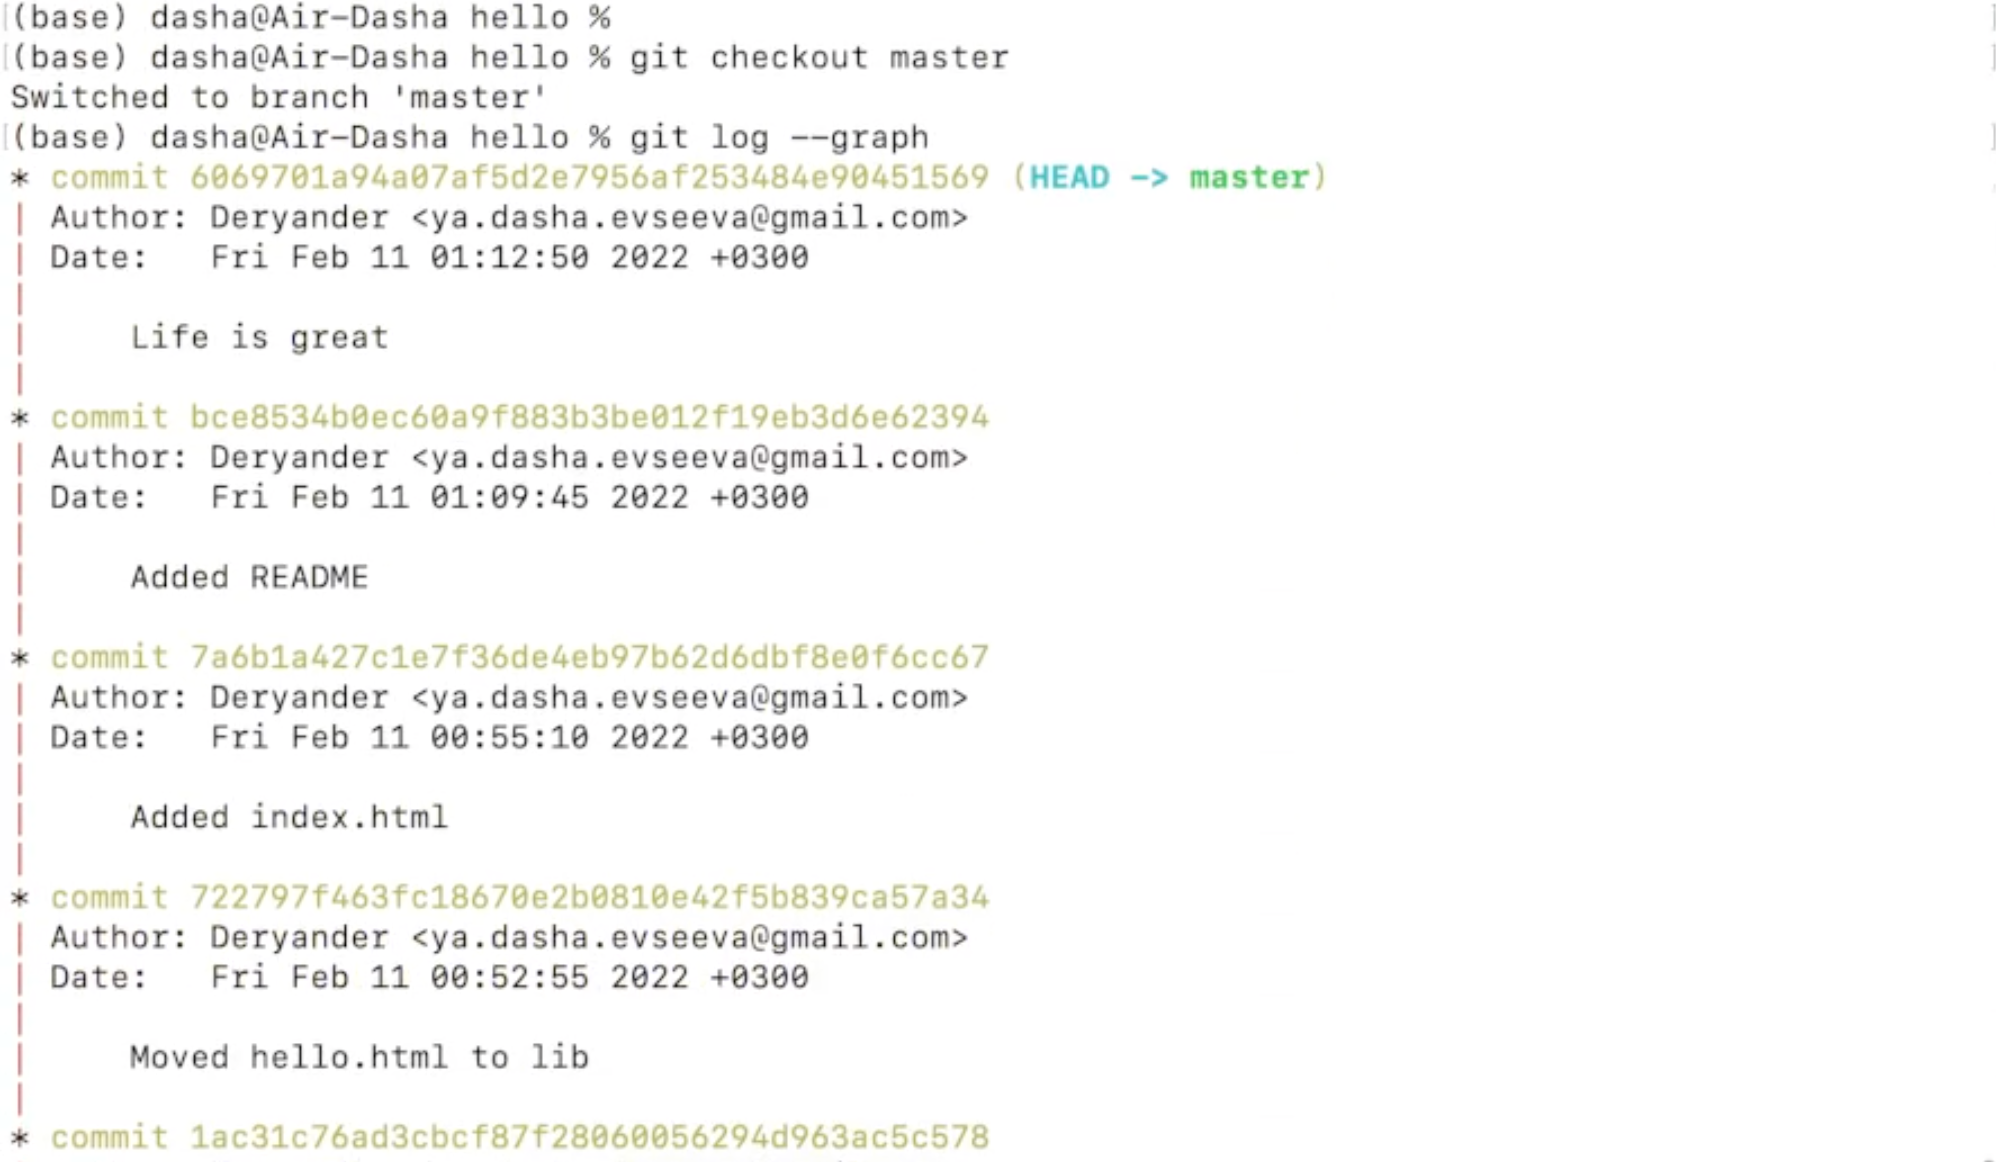 (base) dasha@Air-Dasha hello %
(base) dasha@Air-Dasha hello % git checkout master
Switched to branch 'master'
(base) dasha@Air-Dasha hello % git log --graph
* commit 6069701a94a07af5d2e7956af253484e90451569 (HEAD -> master)
| Author: Deryander <ya.dasha.evseeva@gmail.com>
| Date:   Fri Feb 11 01:12:50 2022 +0300
|
|     Life is great
|
* commit bce8534b0ec60a9f883b3be012f19eb3d6e62394
| Author: Deryander <ya.dasha.evseeva@gmail.com>
| Date:   Fri Feb 11 01:09:45 2022 +0300
|
|     Added README
|
* commit 7a6b1a427c1e7f36de4eb97b62d6dbf8e0f6cc67
| Author: Deryander <ya.dasha.evseeva@gmail.com>
| Date:   Fri Feb 11 00:55:10 2022 +0300
|
|     Added index.html
|
* commit 722797f463fc18670e2b0810e42f5b839ca57a34
| Author: Deryander <ya.dasha.evseeva@gmail.com>
| Date:   Fri Feb 11 00:52:55 2022 +0300
|
|     Moved hello.html to lib
|
* commit 1ac31c76ad3cbcf87f28060056294d963ac5c578